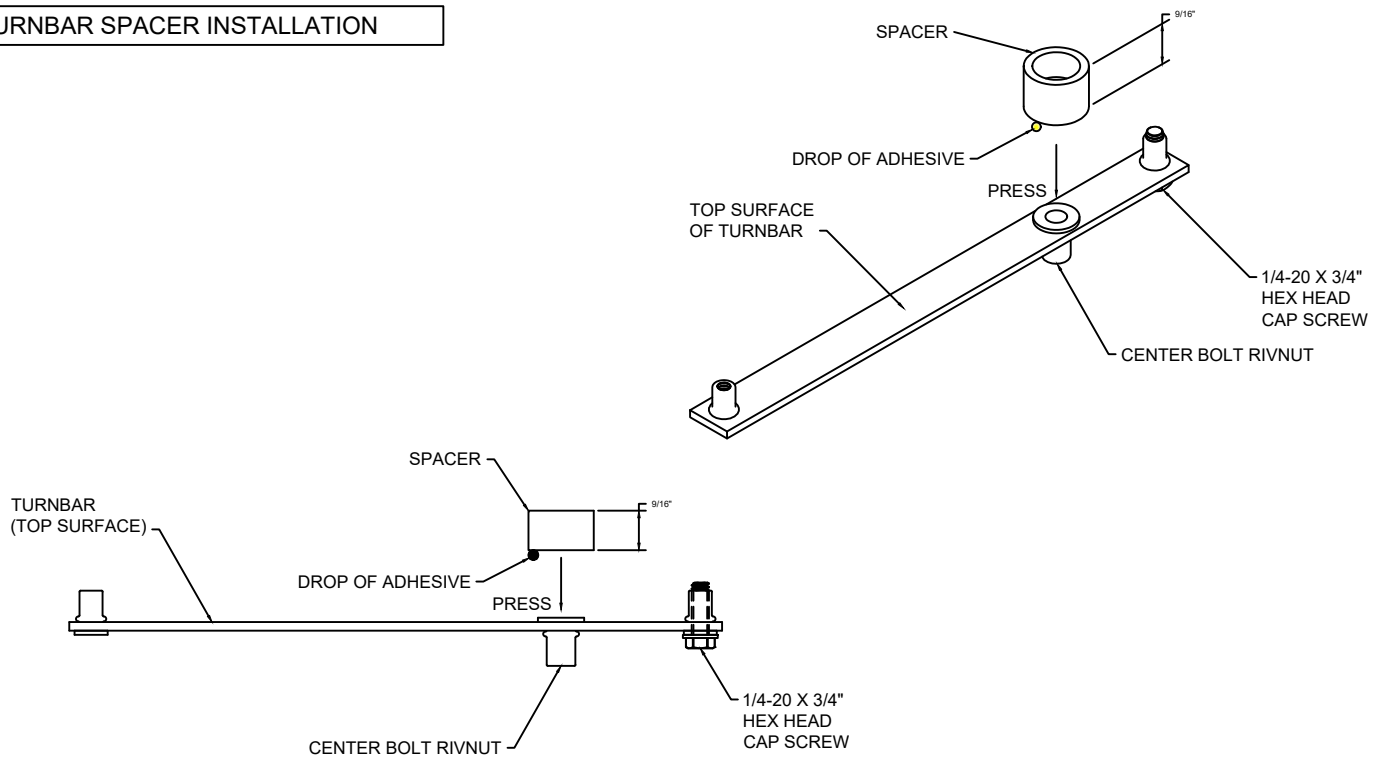 URNBAR SPACER INSTALLATION
SPACER
9/16"
DROP OF ADHESIVE
PRESS
TOP SURFACE
OF TURNBAR
1/4-20 X 3/4"
HEX HEAD
CAP SCREW
CENTER BOLT RIVNUT
SPACER
9/16"
TURNBAR
(TOP SURFACE)
DROP OF ADHESIVE
PRESS
1/4-20 X 3/4"
HEX HEAD
CAP SCREW
CENTER BOLT RIVNUT